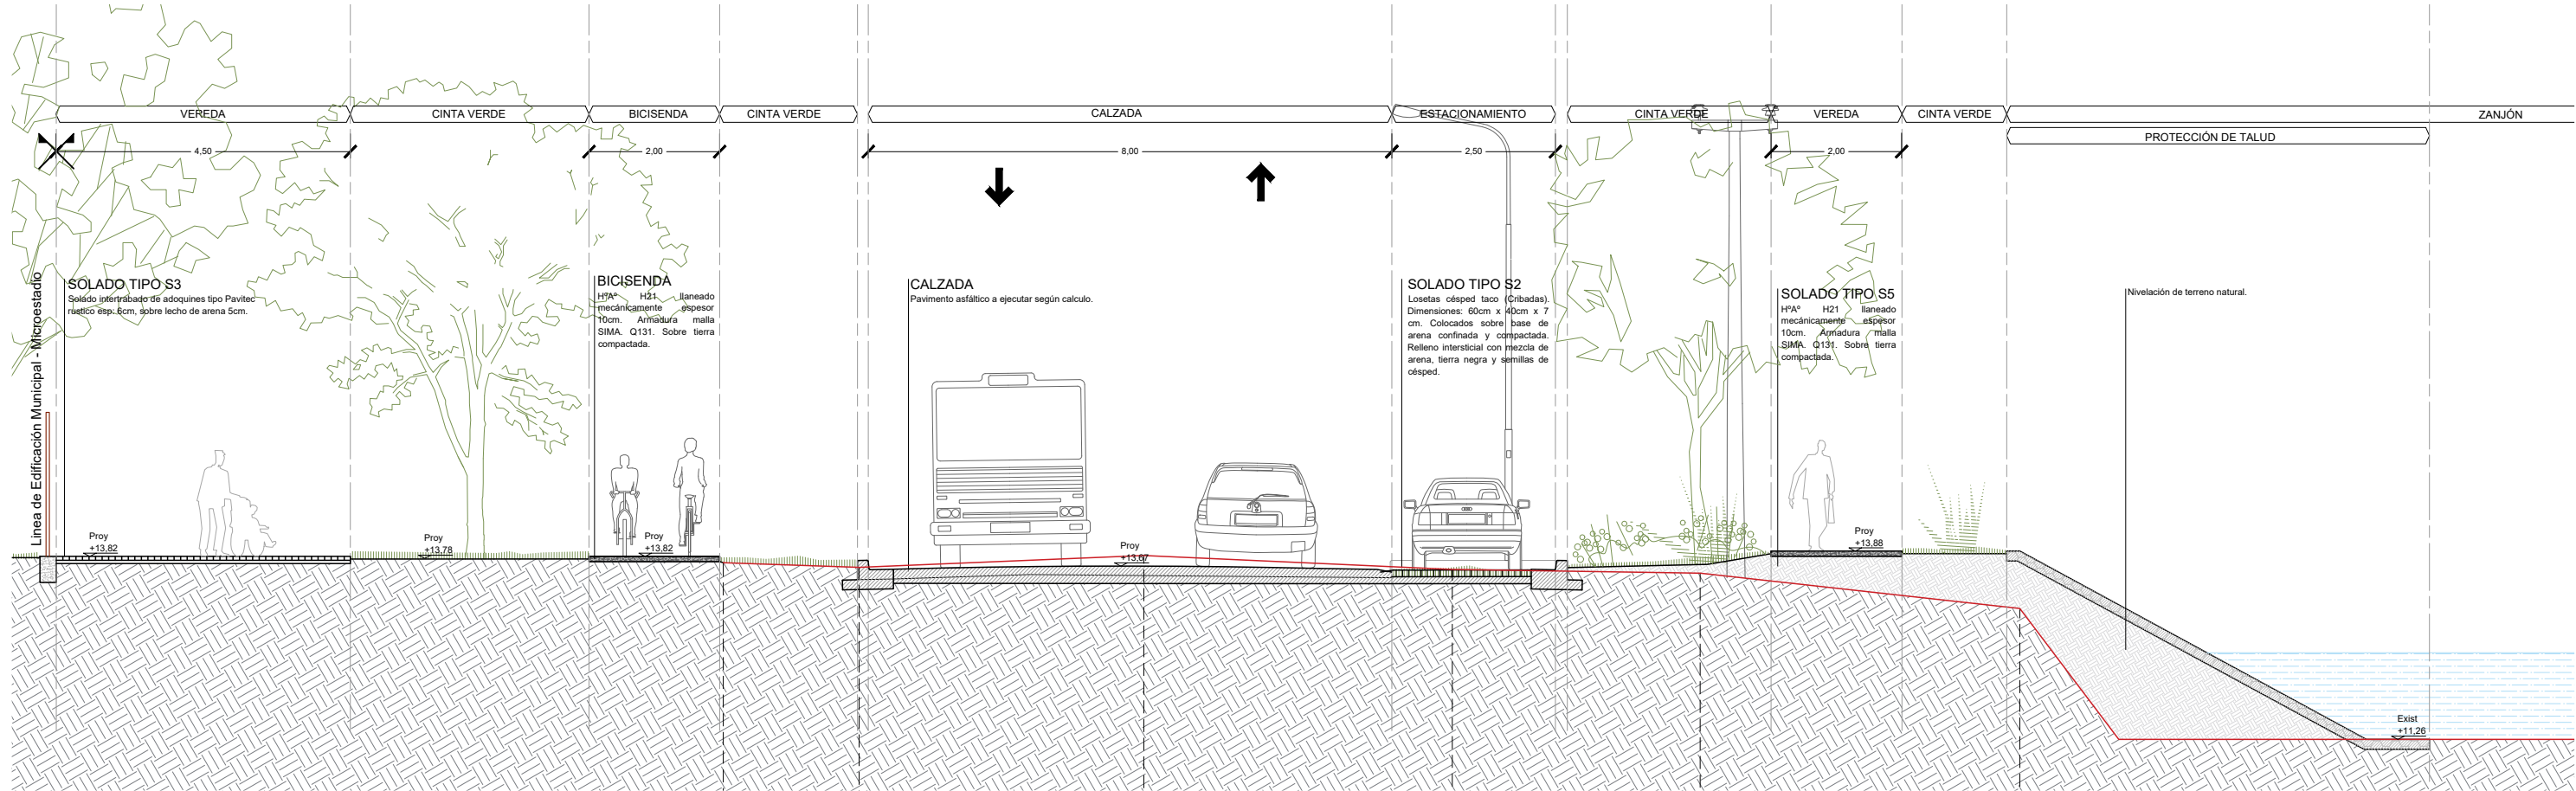 VEREDA
CINTA VERDE
BICISENDA
CINTA VERDE
CALZADA
ESTACIONAMIENTO
CINTA VERDE
VEREDA
CINTA VERDE
ZANJÓN
PROTECCIÓN DE TALUD
4,50
2,00
8,00
2,50
2,00
Linea de Edificación Municipal - Microestadio
SOLADO TIPO S3
Solado intertrabado de adoquines tipo Pavitec
rustico esp. 6cm, sobre lecho de arena 5cm.
BICISENDA
HºAº H21 llaneado
mecánicamente espesor
10cm. Armadura malla
SIMA. Q131. Sobre tierra
compactada.
CALZADA
Pavimento asfáltico a ejecutar según calculo.
SOLADO TIPO S2
Losetas césped taco (Cribadas).
Dimensiones: 60cm x 40cm x 7
cm. Colocados sobre base de
arena confinada y compactada.
Relleno intersticial con mezcla de
arena, tierra negra y semillas de
césped.
SOLADO TIPO S5
HºAº H21 llaneado
mecánicamente espesor
10cm. Armadura malla
SIMA. Q131. Sobre tierra
compactada.
Nivelación de terreno natural.
Proy
+13,82
Proy
+13,78
Proy
+13,82
Proy
+13,67
Proy
+13,88
Exist
+11,26